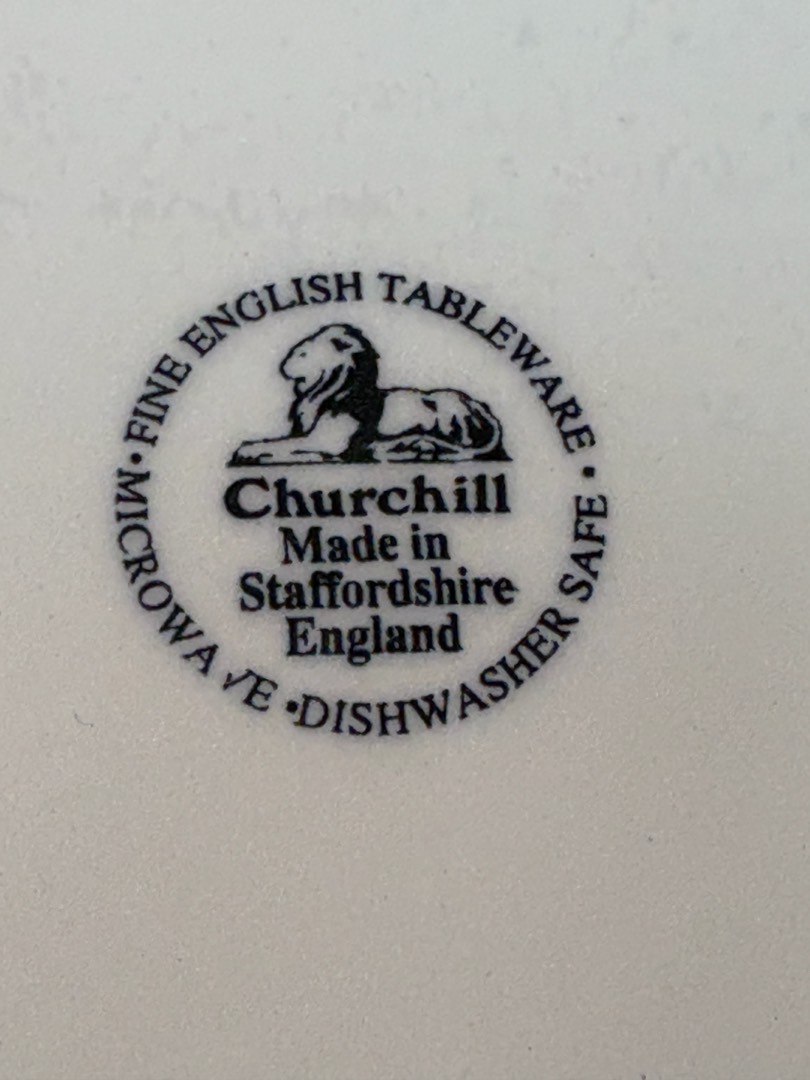 • FINE ENGLISH TABLEWARE •
Churchill
Made in
Staffordshire
England
MICROWAVE • DISHWASHER SAFE